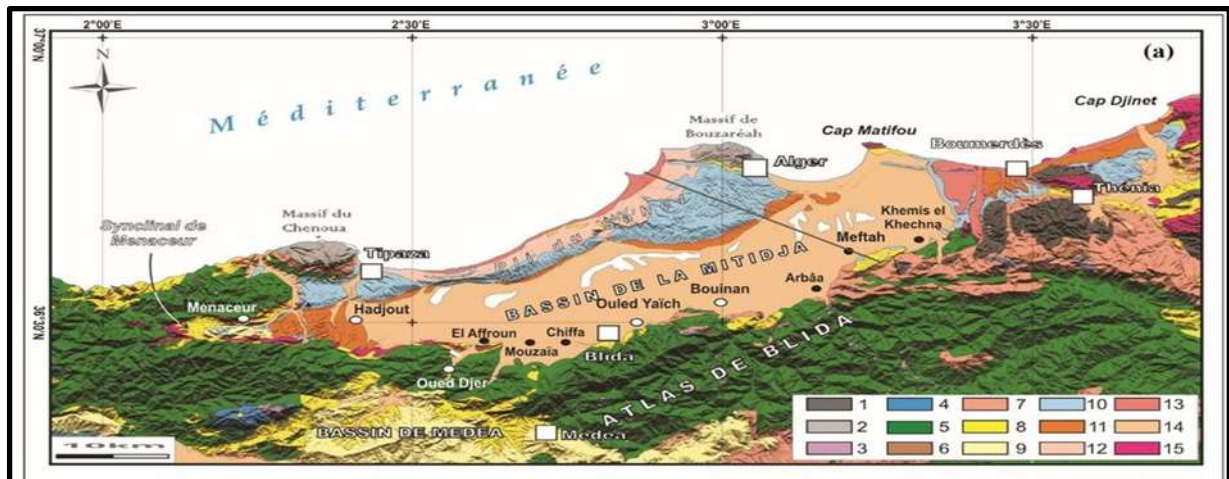 2°00'E 2°30'E 3°00'E 3°30'E
37°00'N
(a)
N
Méditerranée
Cap Djinet
Massif de
Bouzaréah
Cap Matifou
Boumerdès
Alger
Thénia
Synclinal de
Menaceur
Massif du
Chenoua
Khemis el
Khechna
Tipaza
Meftah
BASSIN DE LA MITIDJA
Menaceur
Hadjout
Arbâa
Bouinan
Ouled Yaïch
36°30'N
El Affroun
Chiffa
Mouzaïa
Blida
Oued Djer
ATLAS DE BLIDA
BASSIN DE MEDEA
Medea
10km
1 4 7 10 13
2 5 8 11 14
3 6 9 12 15